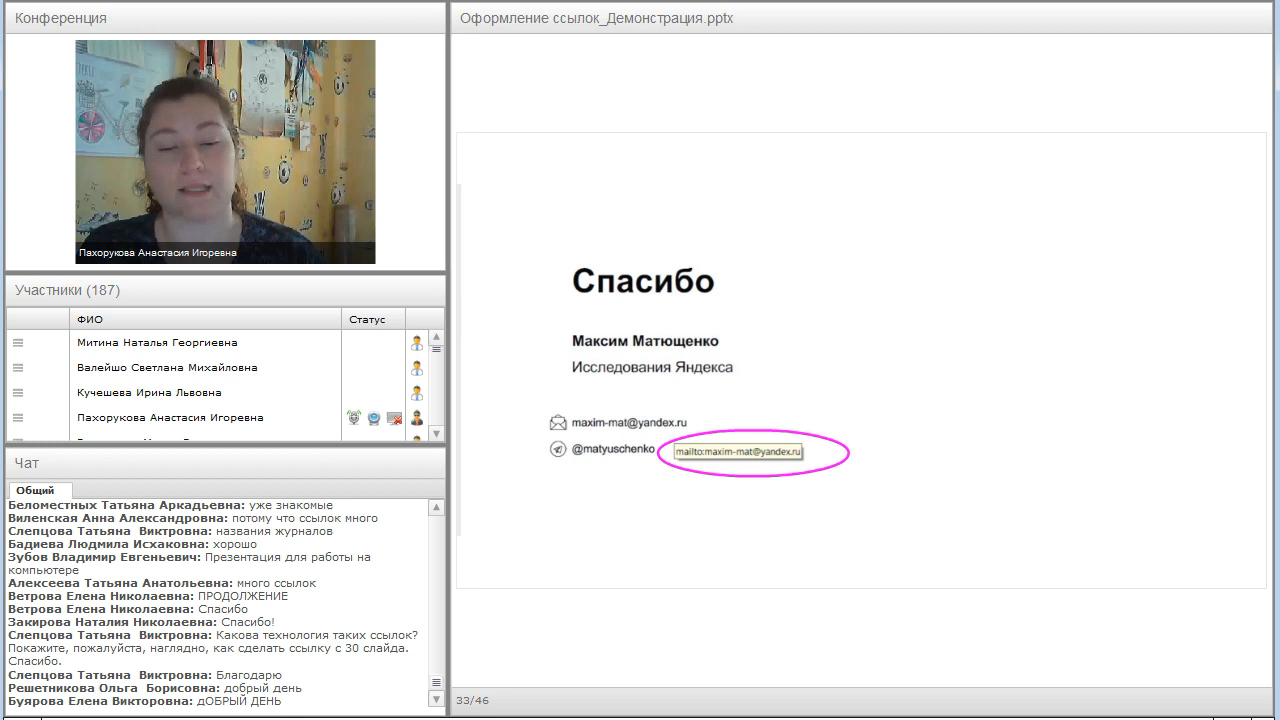 Конференция
Пахорукова Анастасия Игоревна
Участники (187)
ФИО
Статус
Митина Наталья Георгиевна
Валейшо Светлана Михайловна
Кучешева Ирина Львовна
Пахорукова Анастасия Игоревна
Чат
Общий
Беломестных Татьяна Аркадьевна: уже знакомые
Виленская Анна Александровна: потому что ссылок много
Слепцова Татьяна Виктровна: названия журналов
Бадиева Людмила Исхаковна: хорошо
Зубов Владимир Евгеньевич: Презентация для работы на
компьютере
Алексеева Татьяна Анатольевна: много ссылок
Ветрова Елена Николаевна: ПРОДОЛЖЕНИЕ
Ветрова Елена Николаевна: Спасибо
Закирова Наталия Николаевна: Спасибо!
Слепцова Татьяна Виктровна: Какова технология таких ссылок?
Покажите, пожалуйста, наглядно, как сделать ссылку с 30 слайда.
Спасибо.
Слепцова Татьяна Виктровна: Благодарю
Решетникова Ольга Борисовна: добрый день
Буярова Елена Викторовна: дОБРЫЙ ДЕНЬ
Оформление ссылок_Демонстрация.pptx
Спасибо
Максим Матющенко
Исследования Яндекса
maxim-mat@yandex.ru
@matyuschenko
mailto:maxim-mat@yandex.ru
33/46